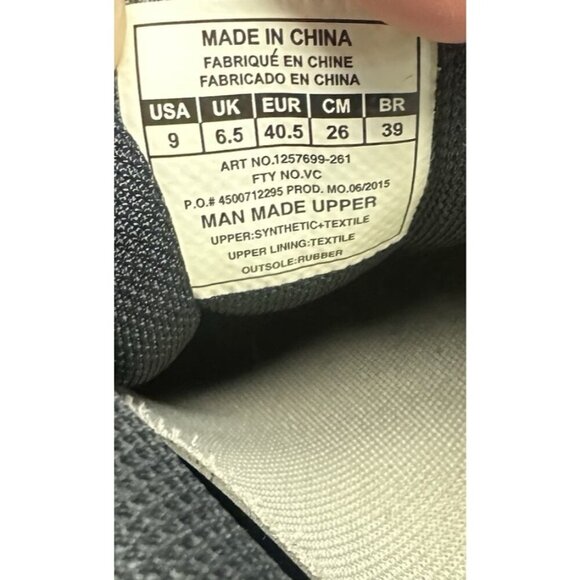 MADE IN CHINA
FABRIQUÉ EN CHINE
FABRICADO EN CHINA
USA UK EUR CM BR
9 6.5 40.5 26 39
ART NO.1257699-261
FTY NO.VC
P.O.# 4500712295 PROD. MO.06/2015
MAN MADE UPPER
UPPER:SYNTHETIC+TEXTILE
UPPER LINING:TEXTILE
OUTSOLE:RUBBER